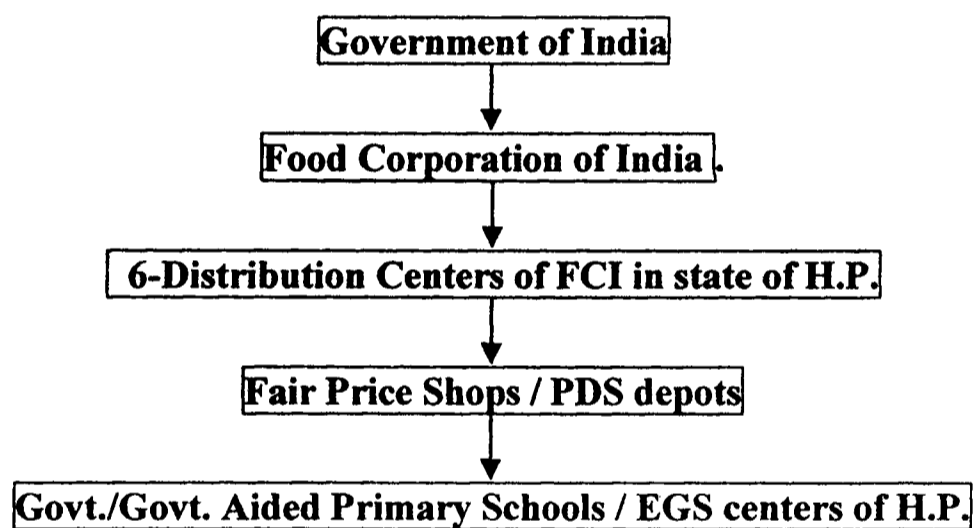 Government of India
Food Corporation of India .
6-Distribution Centers of FCI in state of H.P.
Fair Price Shops / PDS depots
Govt./Govt. Aided Primary Schools / EGS centers of H.P.